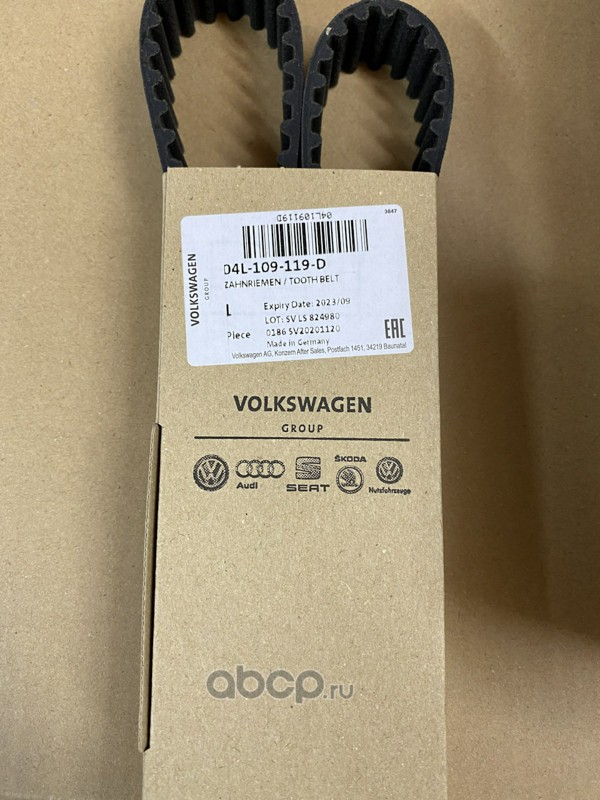 04L109119D
3847
04L-109-119-D
ZAHNRIEMEN / TOOTH BELT
VOLKSWAGEN
GROUP
L
Expiry Date: 2023/09
LOT: SV LS 824980
Piece
0186 SV20201120
Made in Germany
EAC
Volkswagen AG, Konzern After Sales, Postfach 1451, 34219 Baunatal
VOLKSWAGEN
GROUP
Audi
SEAT
ŠKODA
Nutzfahrzeuge
abcp.ru